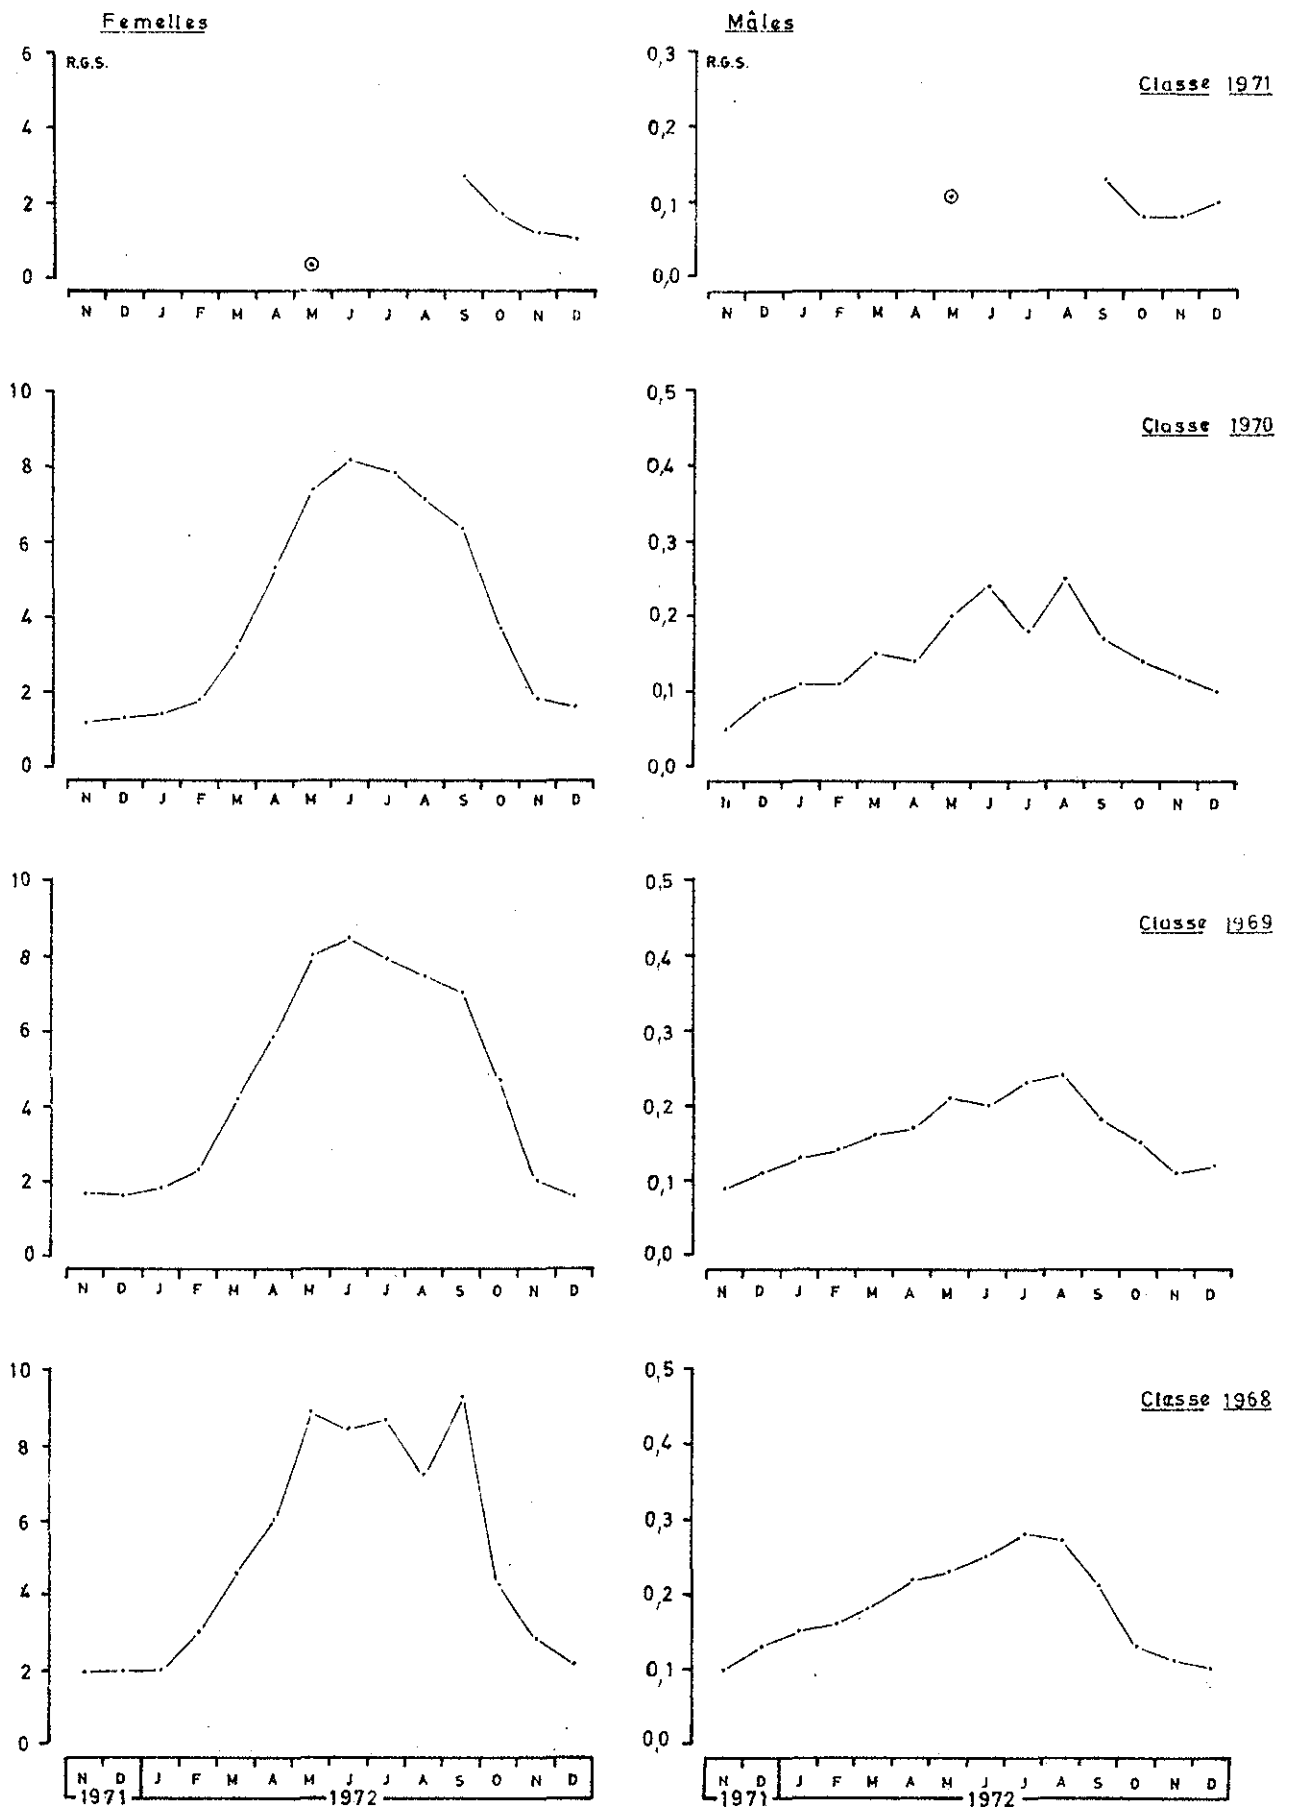 Femelles Mâles
6 R.G.S. 0,3 R.G.S.
Classe 1971
4 0,2
2 0,1
0 0,0
N D J F M A M J J A S O N D N D J F M A M J J A S O N D
10 0,5
Classe 1970
8 0,4
6 0,3
4 0,2
2 0,1
0 0,0
N D J F M A M J J A S O N D N D J F M A M J J A S O N D
10 0,5
Classe 1969
8 0,4
6 0,3
4 0,2
2 0,1
0 0,0
N D J F M A M J J A S O N D N D J F M A M J J A S O N D
10 0,5
Classe 1968
8 0,4
6 0,3
4 0,2
2 0,1
0 0,0
N D J F M A M J J A S O N D N D J F M A M J J A S O N D
1971 1972 1971 1972